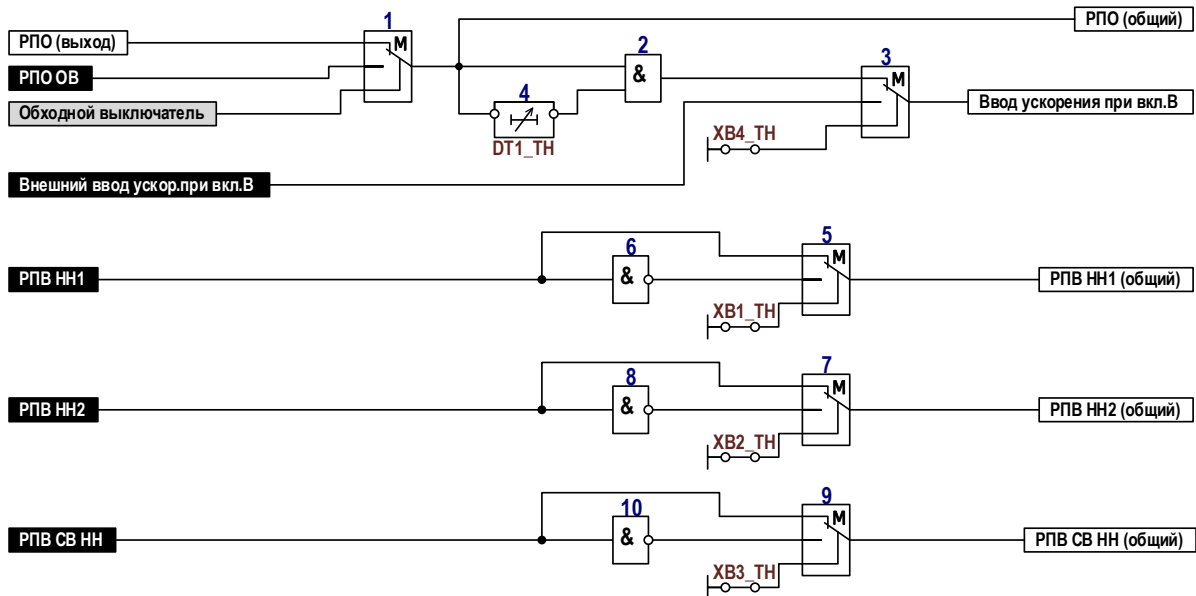 1
РПО (общий)
РПО (выход)
M
2
РПО ОВ
&
3
M
4
Обходной выключатель
Ввод ускорения при вкл.В
XB4_TH
DT1_TH
Внешний ввод ускор.при вкл.В
5
6
M
РПВ НН1
&
РПВ НН1 (общий)
XB1_TH
7
8
M
РПВ НН2
&
РПВ НН2 (общий)
XB2_TH
9
10
M
РПВ СВ НН
&
РПВ СВ НН (общий)
XB3_TH